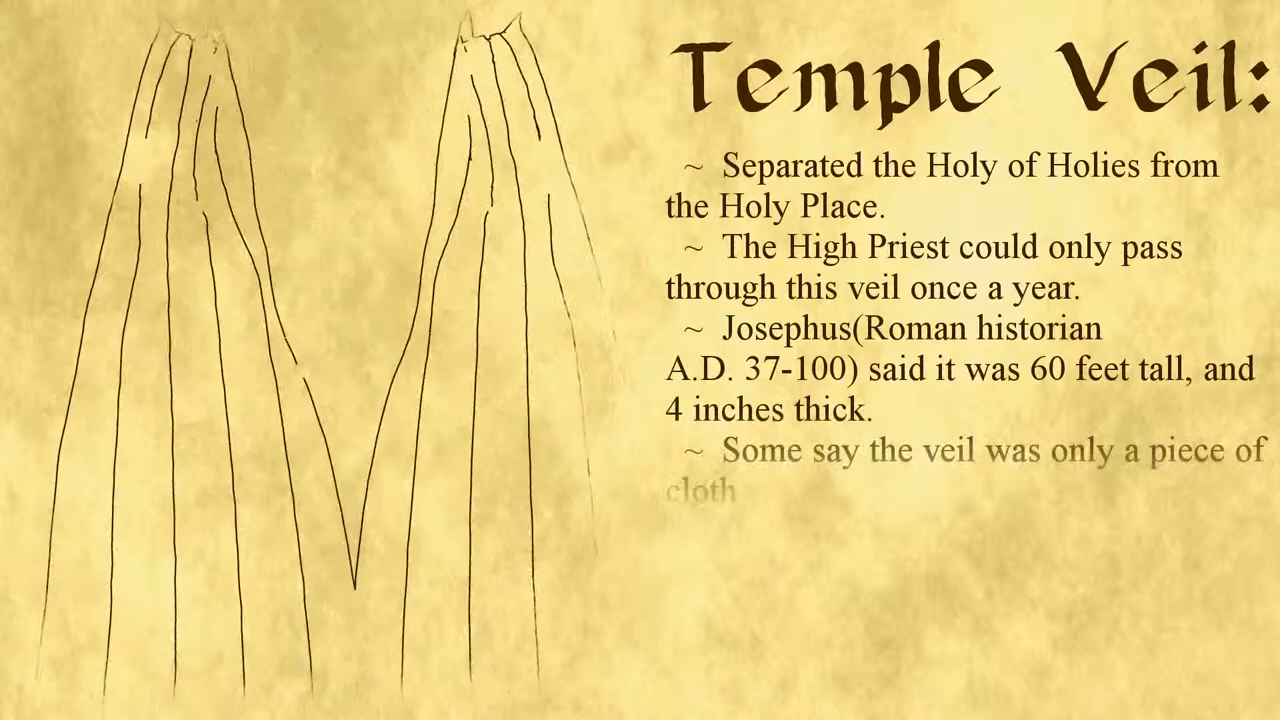 Temple Veil:
~ Separated the Holy of Holies from
the Holy Place.
~ The High Priest could only pass
through this veil once a year.
~ Josephus(Roman historian
A.D. 37-100) said it was 60 feet tall, and
4 inches thick.
~ Some say the veil was only a piece of
cloth